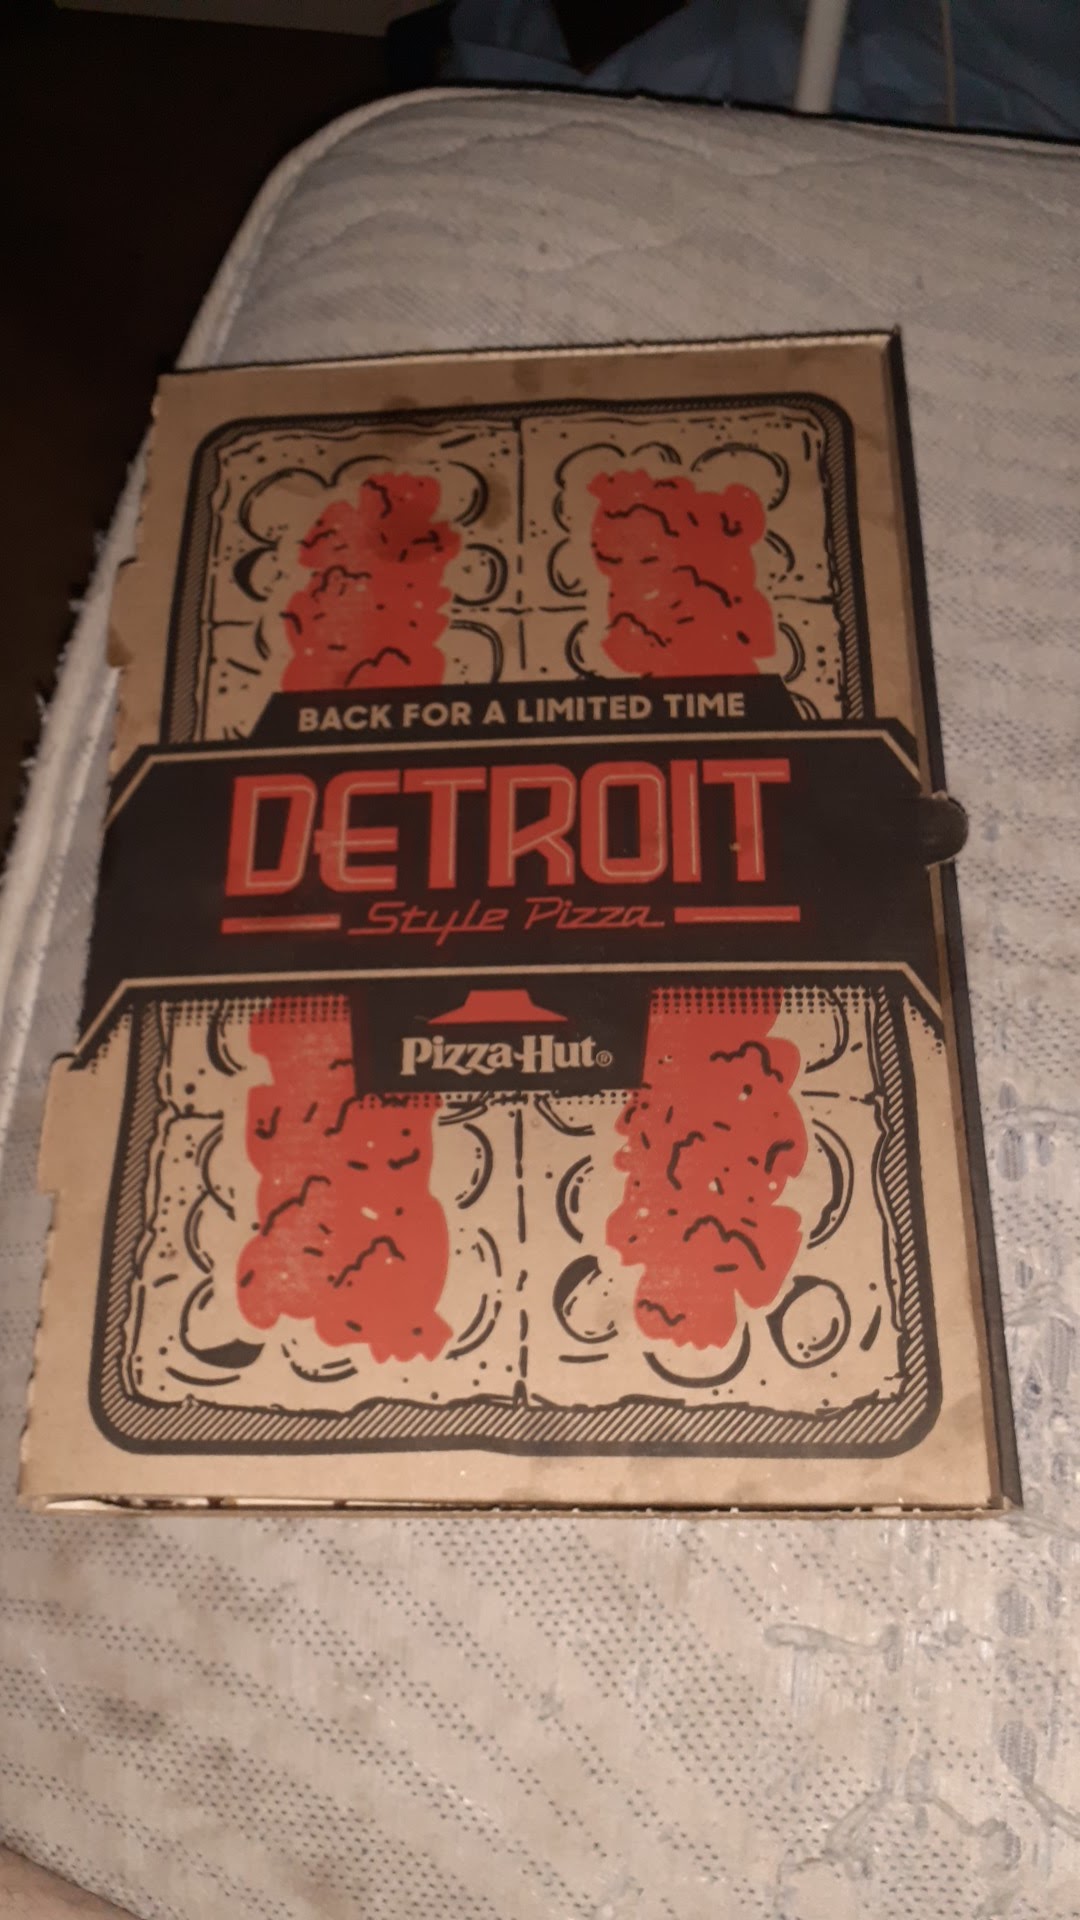 BACK FOR A LIMITED TIME
DETROIT
Style Pizza
Pizza Hut®